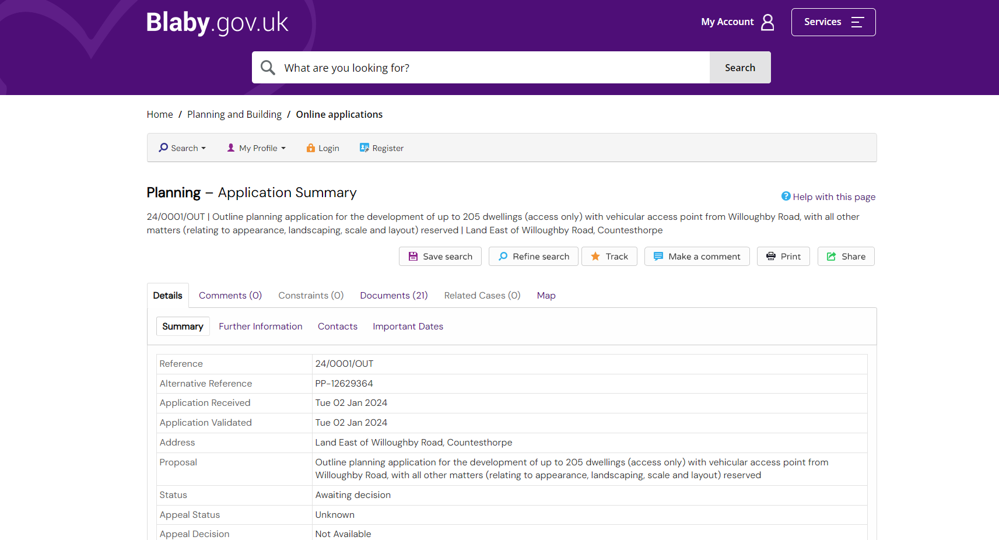 Blaby.gov.uk
My Account
Services
What are you looking for?
Search
Home / Planning and Building / Online applications
Search
My Profile
Login
Register
Planning – Application Summary
Help with this page
24/0001/OUT | Outline planning application for the development of up to 205 dwellings (access only) with vehicular access point from Willoughby Road, with all other
matters (relating to appearance, landscaping, scale and layout) reserved | Land East of Willoughby Road, Countesthorpe
Save search
Refine search
Track
Make a comment
Print
Share
Details
Comments (0)
Constraints (0)
Documents (21)
Related Cases (0)
Map
Summary
Further Information
Contacts
Important Dates
Reference 24/0001/OUT
Alternative Reference PP-12629364
Application Received Tue 02 Jan 2024
Application Validated Tue 02 Jan 2024
Address Land East of Willoughby Road, Countesthorpe
Proposal Outline planning application for the development of up to 205 dwellings (access only) with vehicular access point from
Willoughby Road, with all other matters (relating to appearance, landscaping, scale and layout) reserved
Status Awaiting decision
Appeal Status Unknown
Appeal Decision Not Available